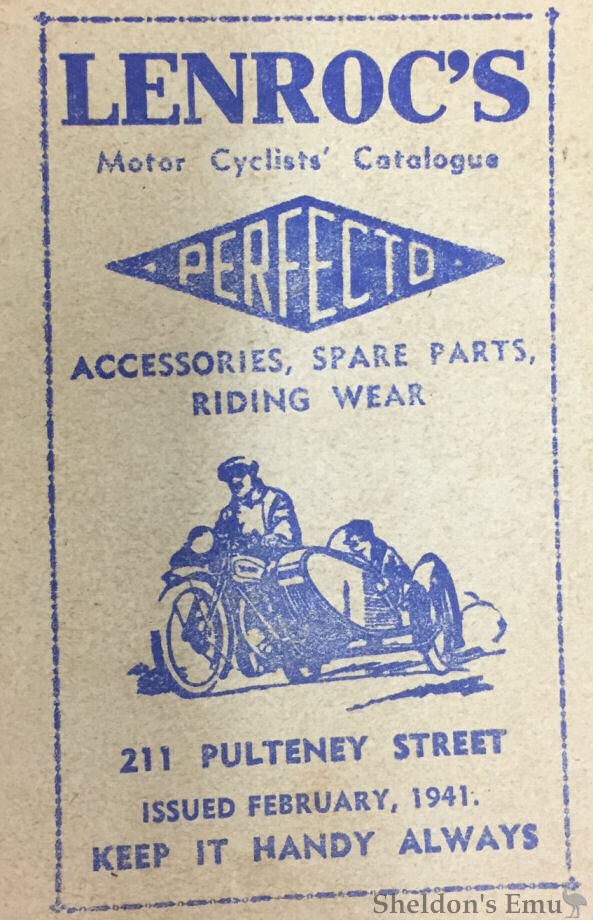 LENROC'S
Motor Cyclists' Catalogue
PERFECTO
ACCESSORIES, SPARE PARTS,
RIDING WEAR
211 PULTENEY STREET
ISSUED FEBRUARY, 1941.
KEEP IT HANDY ALWAYS
Sheldon's Emu